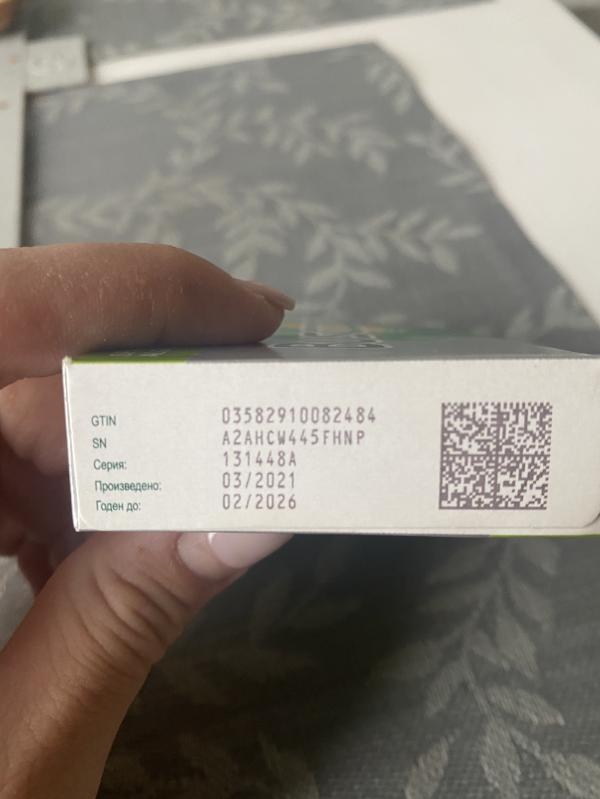 GTIN 03582910082484
SN A2AHCW445FHNP
Серия: 131448A
Произведено: 03/2021
Годен до: 02/2026